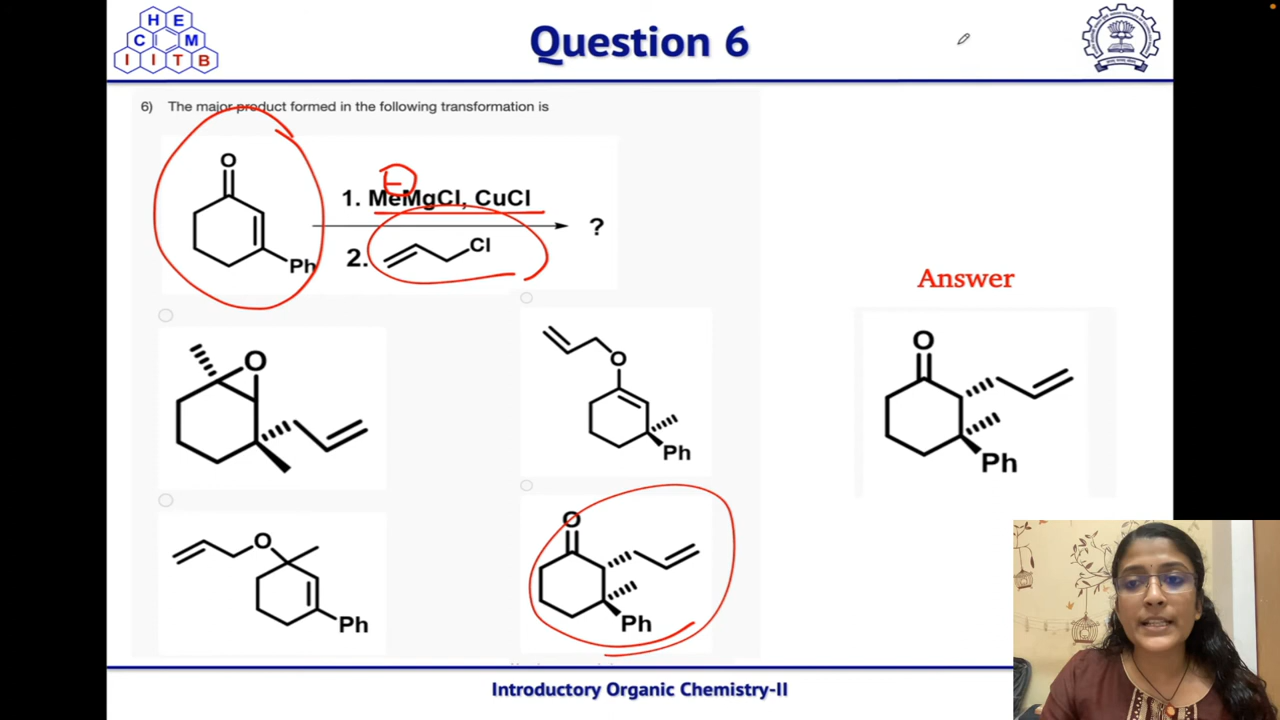 H E
C E M
I I T B
Question 6
6) The major product formed in the following transformation is
O
Ph
1. MeMgCl, CuCl
2.
Cl
?
Answer
O
O
Ph
O
Ph
O
Ph
O
Ph
Introductory Organic Chemistry-II